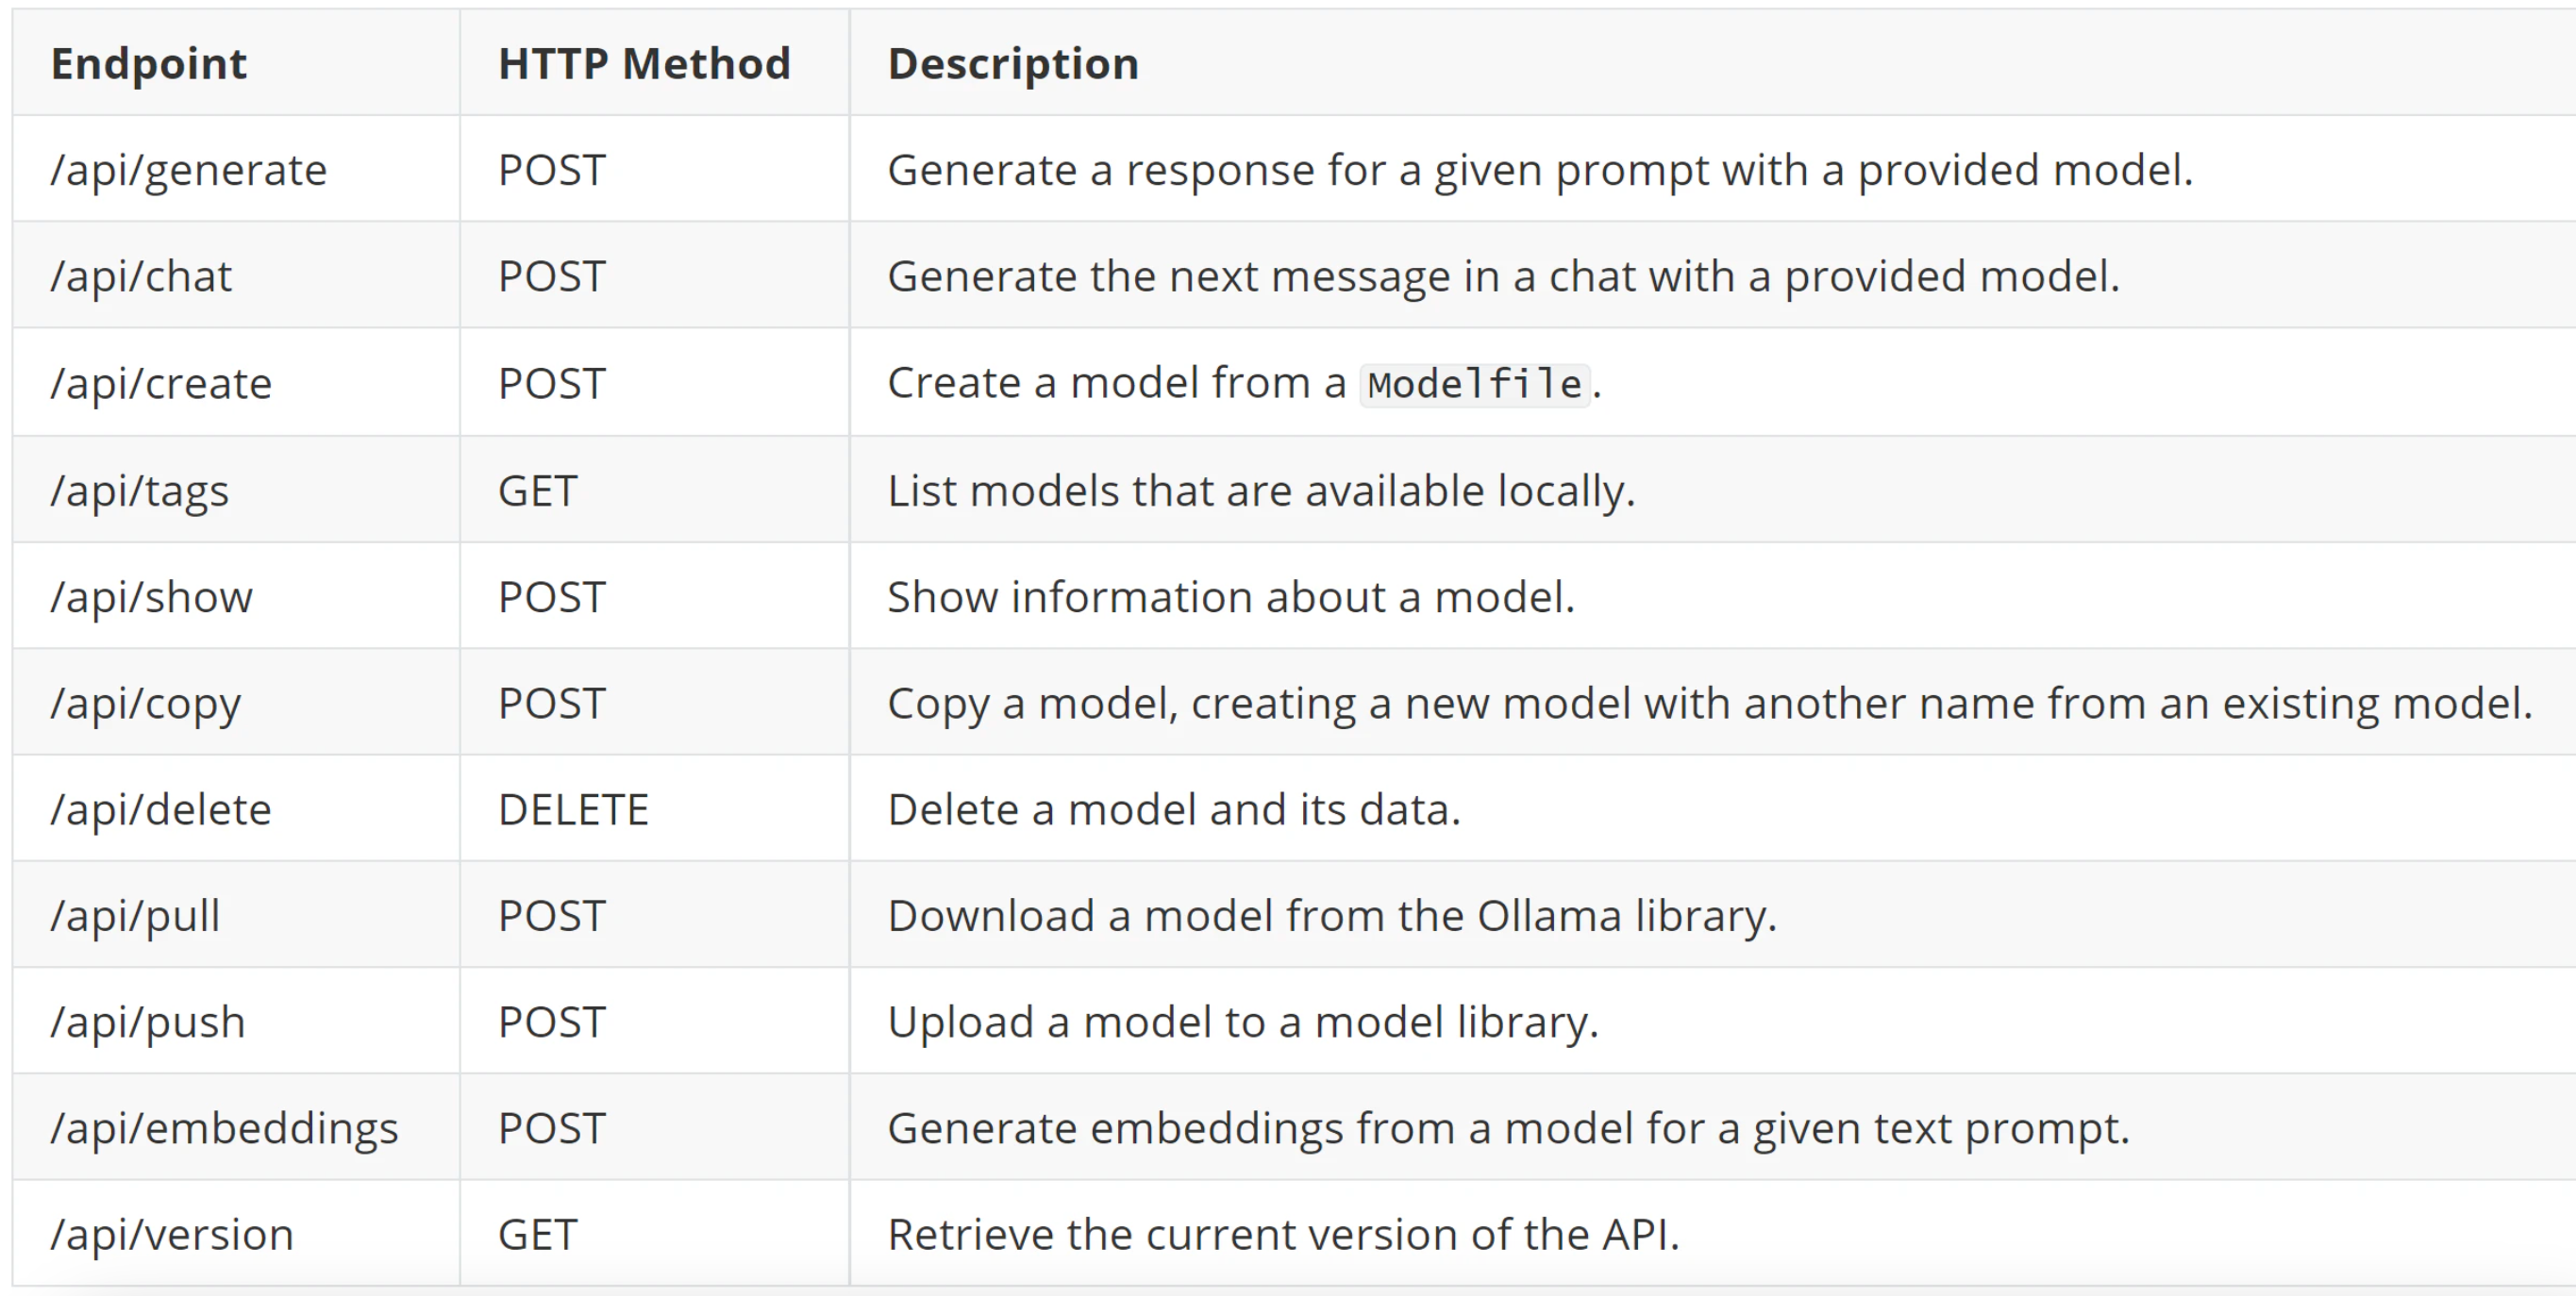 Endpoint HTTP Method Description
/api/generate POST Generate a response for a given prompt with a provided model.
/api/chat POST Generate the next message in a chat with a provided model.
/api/create POST Create a model from a Modelfile.
/api/tags GET List models that are available locally.
/api/show POST Show information about a model.
/api/copy POST Copy a model, creating a new model with another name from an existing model.
/api/delete DELETE Delete a model and its data.
/api/pull POST Download a model from the Ollama library.
/api/push POST Upload a model to a model library.
/api/embeddings POST Generate embeddings from a model for a given text prompt.
/api/version GET Retrieve the current version of the API.